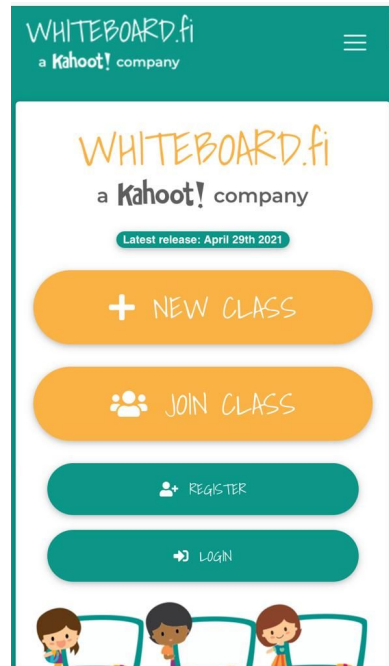 WHITEBOARD.fi
a Kahoot! company
WHITEBOARD.fi
a Kahoot! company
Latest release: April 29th 2021
NEW CLASS
JOIN CLASS
REGISTER
LOGIN